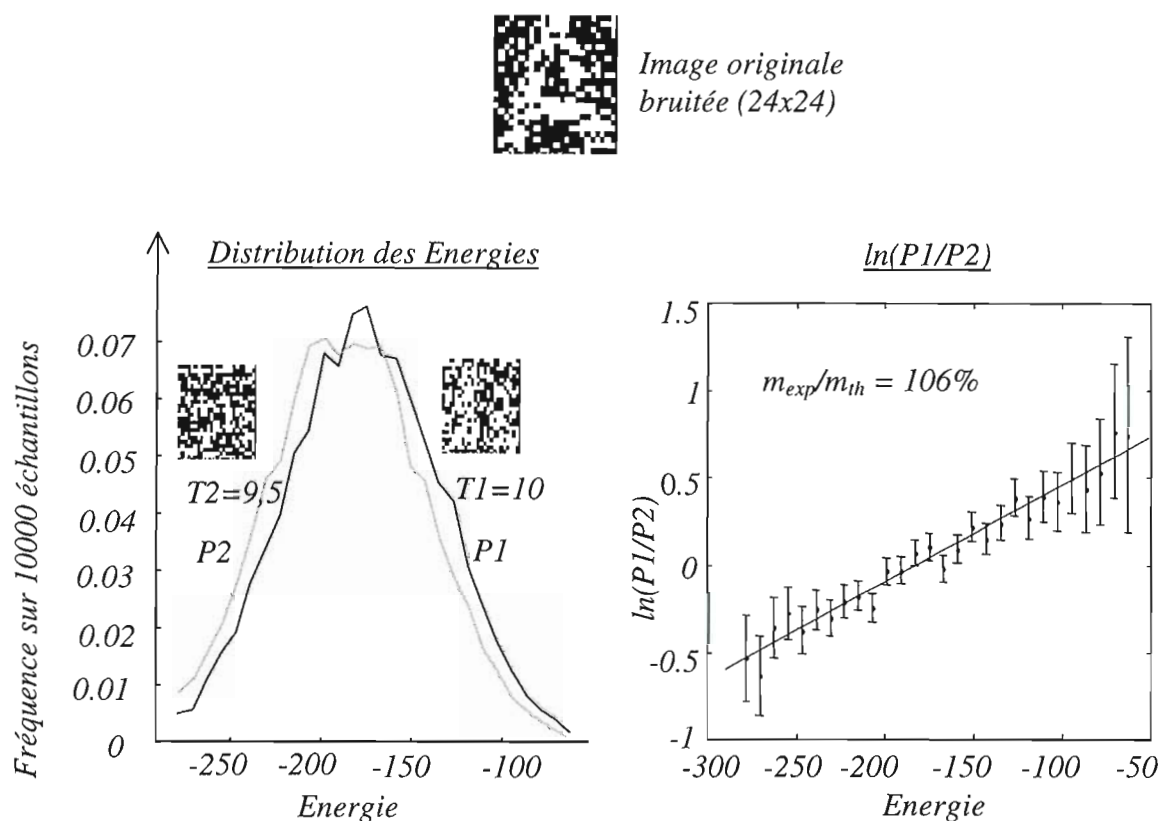 Image originale
bruitée (24x24)
Distribution des Energies
Fréquence sur 10000 échantillons
0.07
0.06
0.05
0.04
0.03
0.02
0.01
0
T2=9,5
P2
T1=10
P1
-250
-200
-150
-100
Energie
ln(P1/P2)
ln(P1/P2)
1.5
1
0.5
0
-0.5
-1
mexp/mth = 106%
-300
-250
-200
-150
-100
-50
Energie